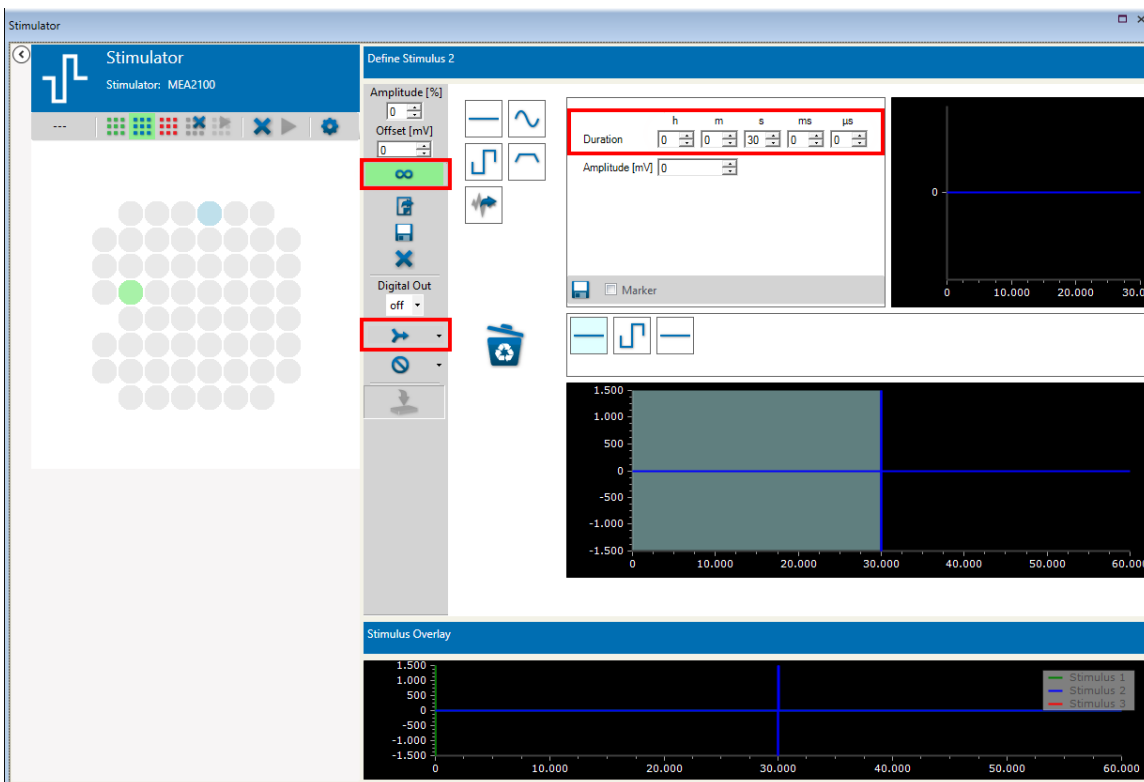 Stimulator
Stimulator
Stimulator: MEA2100
---
Define Stimulus 2
Amplitude [%]
0
Offset [mV]
0
∞
Digital Out
off
h m s ms µs
Duration 0 0 30 0 0
Amplitude [mV] 0
Marker
0
0 10.000 20.000 30.0
1.500
1.000
500
0
-500
-1.000
-1.500
0 10.000 20.000 30.000 40.000 50.000 60.000
Stimulus Overlay
1.500
1.000
500
0
-500
-1.000
-1.500
0 10.000 20.000 30.000 40.000 50.000 60.000
Stimulus 1
Stimulus 2
Stimulus 3